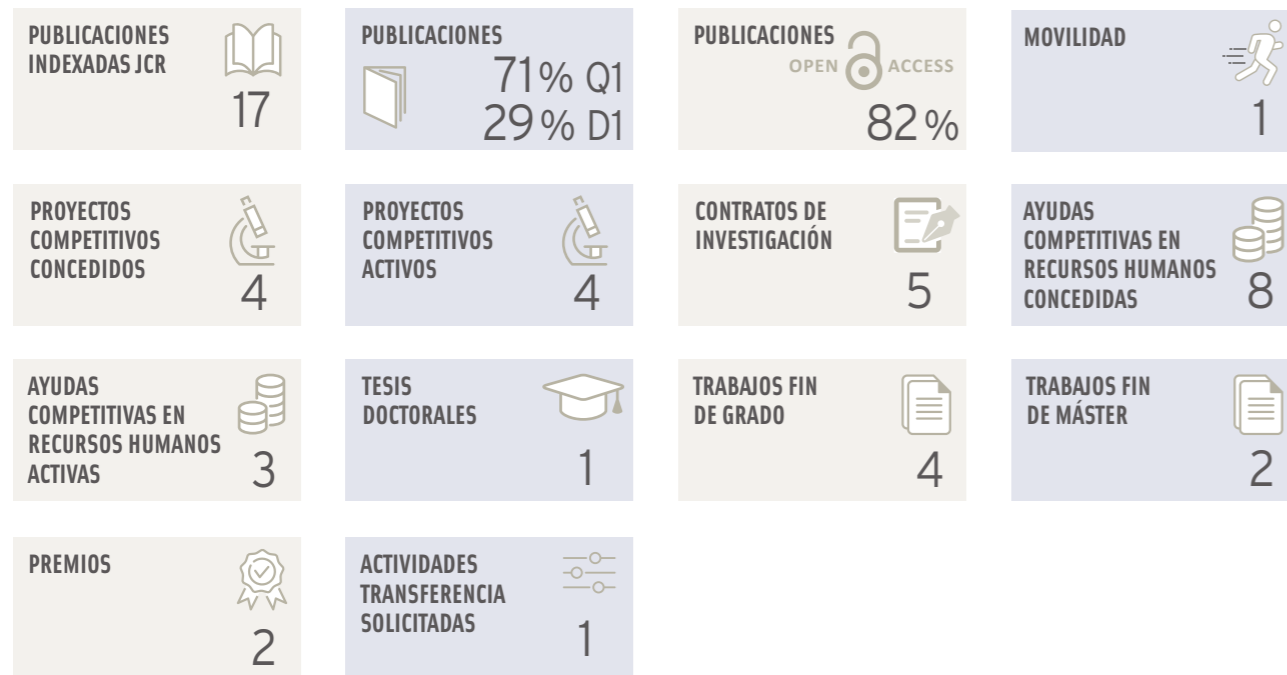 PUBLICACIONES
INDEXADAS JCR
17
PUBLICACIONES
71% Q1
29% D1
PUBLICACIONES
OPEN ACCESS
82%
MOVILIDAD
1
PROYECTOS
COMPETITIVOS
CONCEDIDOS
4
PROYECTOS
COMPETITIVOS
ACTIVOS
4
CONTRATOS DE
INVESTIGACIÓN
5
AYUDAS
COMPETITIVAS EN
RECURSOS HUMANOS
CONCEDIDAS
8
AYUDAS
COMPETITIVAS EN
RECURSOS HUMANOS
ACTIVAS
3
TESIS
DOCTORALES
1
TRABAJOS FIN
DE GRADO
4
TRABAJOS FIN
DE MÁSTER
2
PREMIOS
2
ACTIVIDADES
TRANSFERENCIA
SOLICITADAS
1